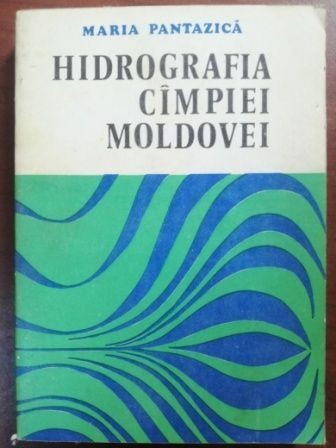 MARIA PANTAZICĂ
HIDROGRAFIA
CÎMPIEI
MOLDOVEI